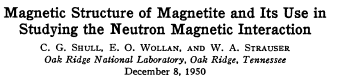 Magnetic Structure of Magnetite and Its Use in
Studying the Neutron Magnetic Interaction
C. G. SHULL, E. O. WOLLAN, AND W. A. STRAUSER
Oak Ridge National Laboratory, Oak Ridge, Tennessee
December 8, 1950